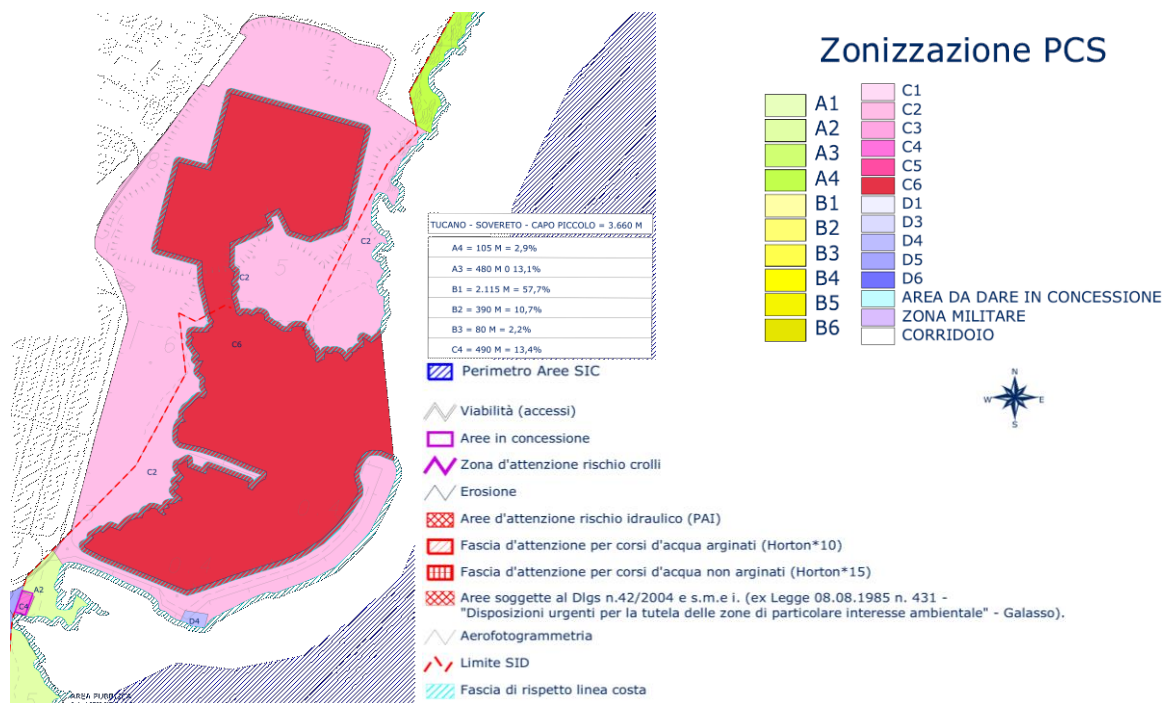 Zonizzazione PCS
A1
A2
A3
A4
B1
B2
B3
B4
B5
B6
C1
C2
C3
C4
C5
C6
D1
D3
D4
D5
D6
AREA DA DARE IN CONCESSIONE
ZONA MILITARE
CORRIDOIO
N
W
E
S
TUCANO - SOVERETO - CAPO PICCOLO = 3.660 M
A4 = 105 M = 2,9%
A3 = 480 M 0 13,1%
B1 = 2.115 M = 57,7%
B2 = 390 M = 10,7%
B3 = 80 M = 2,2%
C4 = 490 M = 13,4%
Perimetro Aree SIC
Viabilità (accessi)
Aree in concessione
Zona d'attenzione rischio crolli
Erosione
Aree d'attenzione rischio idraulico (PAI)
Fascia d'attenzione per corsi d'acqua arginati (Horton*10)
Fascia d'attenzione per corsi d'acqua non arginati (Horton*15)
Aree soggette al Dlgs n.42/2004 e s.m.e i. (ex Legge 08.08.1985 n. 431 -
"Disposizioni urgenti per la tutela delle zone di particolare interesse ambientale" - Galasso).
Aerofotogrammetria
Limite SID
Fascia di rispetto linea costa
C2
C2
C6
C2
A2
C4
D4
AREA PUBBLICA